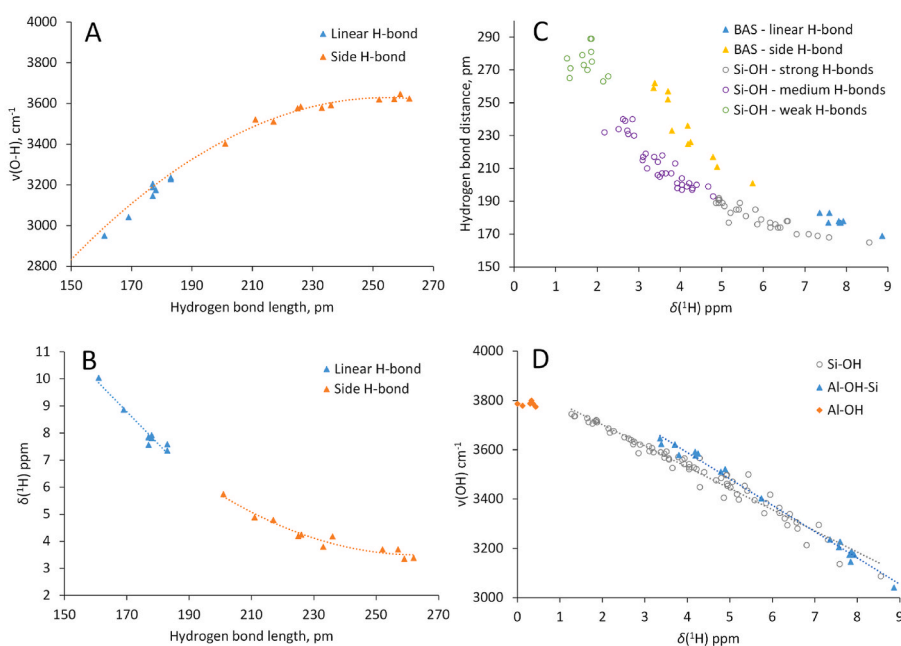 A
Linear H-bond
Side H-bond
ν(O-H), cm⁻¹
4000
3800
3600
3400
3200
3000
2800
150
170
190
210
230
250
270
Hydrogen bond length, pm
C
BAS - linear H-bond
BAS - side H-bond
Si-OH - strong H-bonds
Si-OH - medium H-bonds
Si-OH - weak H-bonds
Hydrogen bond distance, pm
290
270
250
230
210
190
170
150
0
1
2
3
4
5
6
7
8
9
δ(¹H) ppm
B
Linear H-bond
Side H-bond
δ(¹H) ppm
11
10
9
8
7
6
5
4
3
2
150
170
190
210
230
250
270
Hydrogen bond length, pm
D
Si-OH
Al-OH-Si
Al-OH
ν(OH) cm⁻¹
4000
3800
3600
3400
3200
3000
0
1
2
3
4
5
6
7
8
9
δ(¹H) ppm